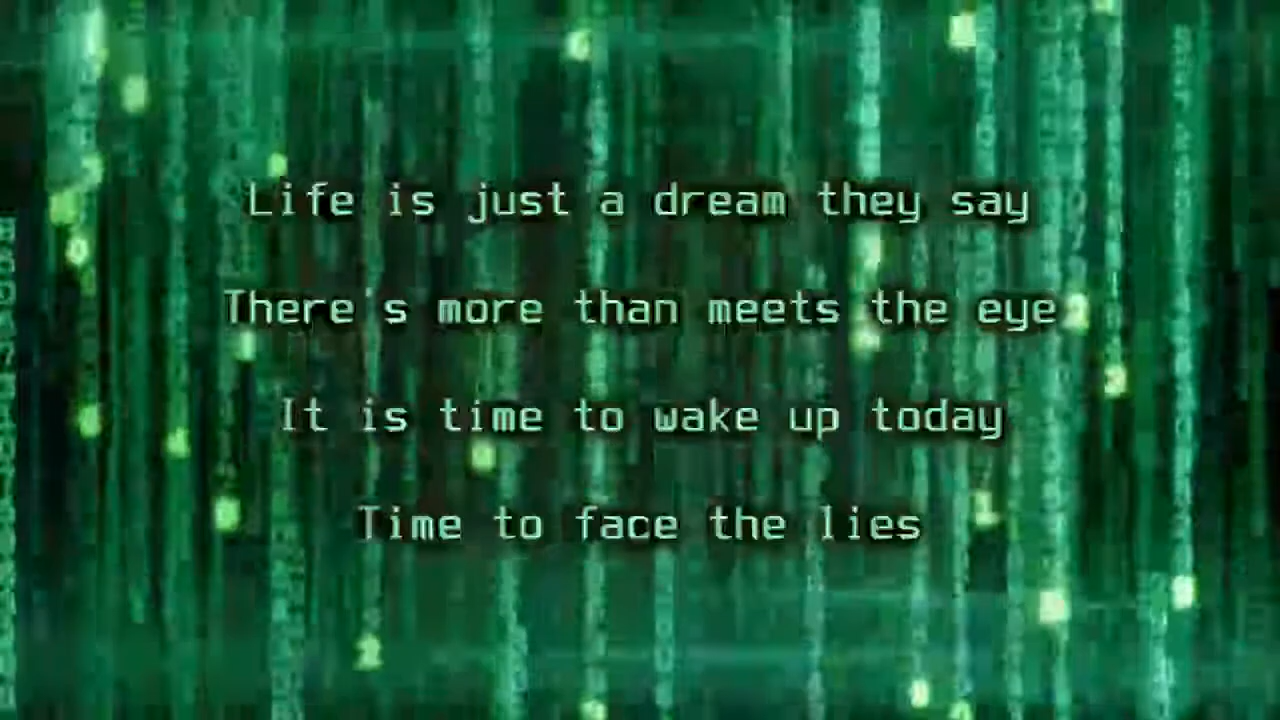 Life is just a dream they say
There's more than meets the eye
It is time to wake up today
Time to face the lies